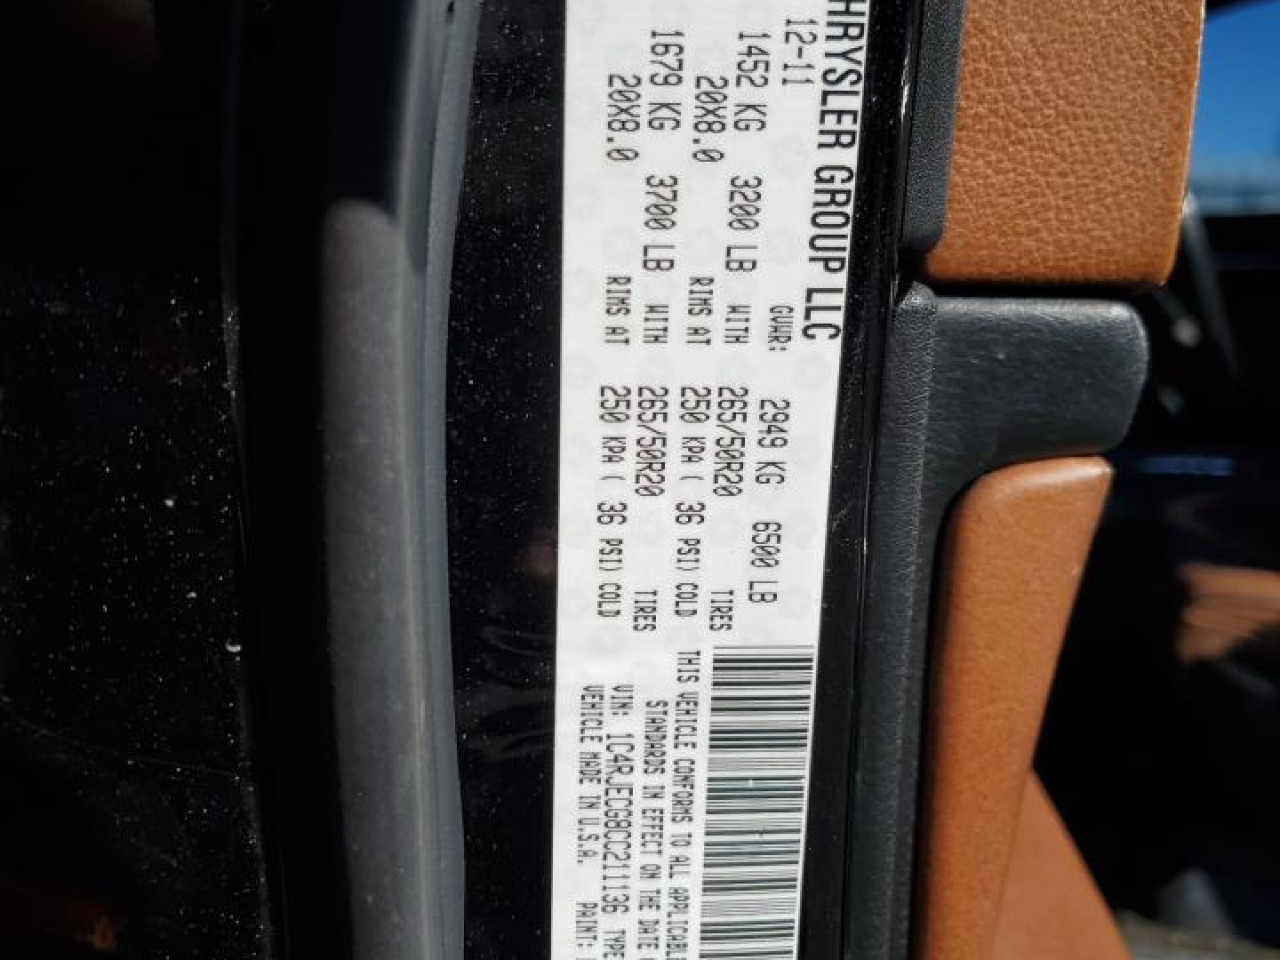 HRYSLER GROUP LLC
12-11 GVWR: 2949 KG 6500 LB
1452 KG 3200 LB WITH 265/50R20 TIRES
20X8.0 RIMS AT 250 KPA ( 36 PSI) COLD
1679 KG 3700 LB WITH 265/50R20 TIRES
20X8.0 RIMS AT 250 KPA ( 36 PSI) COLD
THIS VEHICLE CONFORMS TO ALL APPLICABLE
STANDARDS IN EFFECT ON THE DATE
VIN: 1C4RJECG8CC211136 TYPE
VEHICLE MADE IN U.S.A. PAINT: